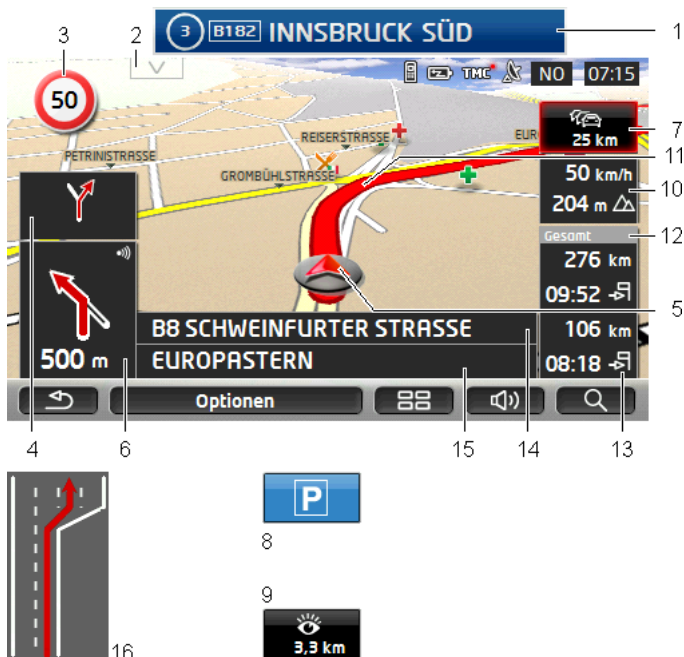 3 B182 INNSBRUCK SÜD
1
3
2
TMC NO 07:15
50
25 km
7
REISERSTRASSE
EUR
11
PETRINISTRASSE
GROMBÜHLSTRASSE
50 km/h
204 m
10
Gesamt
12
276 km
09:52
5
B8 SCHWEINFURTER STRASSE
106 km
500 m
EUROPASTERN
08:18
Optionen
4
6
15
14
13
P
8
9
3,3 km
16